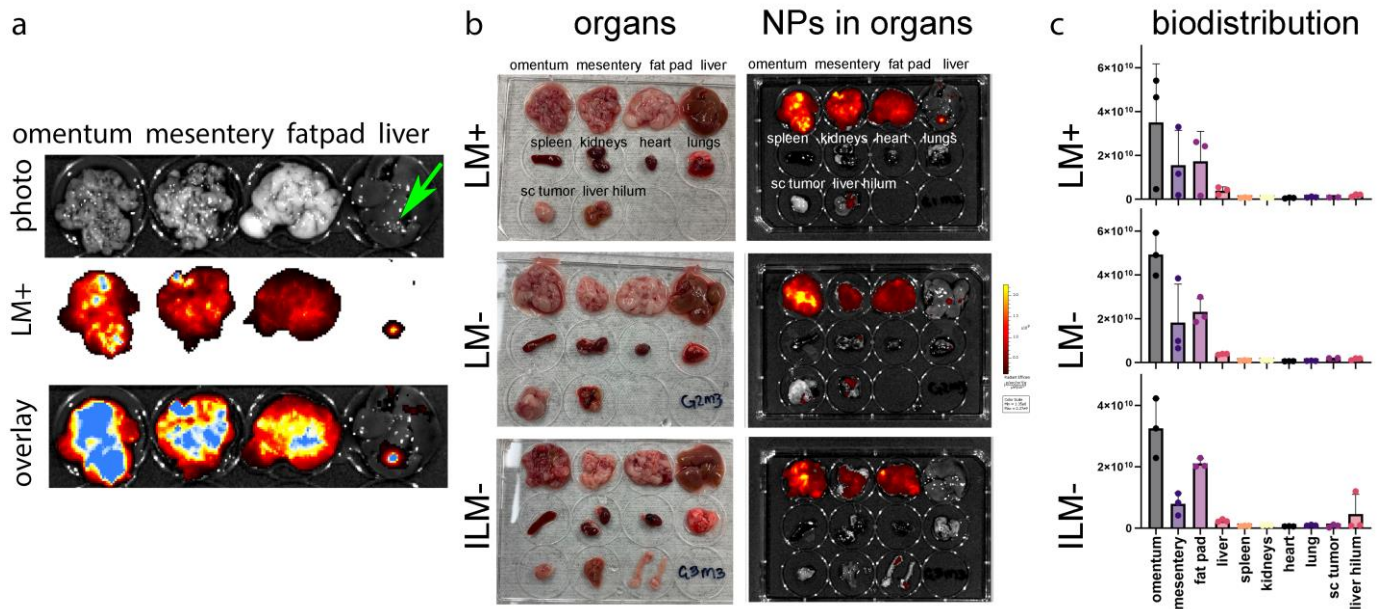 a
omentum mesentery fatpad liver
photo
LM+
overlay
b
organs
NPs in organs
omentum mesentery fat pad liver
omentum mesentery fat pad liver
LM+
spleen kidneys heart lungs
spleen kidneys heart lungs
sc tumor liver hilum
sc tumor liver hilum
G1m3
LM-
G2m3
G2m3
ILM-
G3m3
G3m3
c
biodistribution
LM+
6×10¹⁰
4×10¹⁰
2×10¹⁰
0
LM-
6×10¹⁰
4×10¹⁰
2×10¹⁰
0
ILM-
4×10¹⁰
2×10¹⁰
0
omentum
mesentery
fat pad
liver
spleen
kidneys
heart
lung
sc tumor
liver hilum